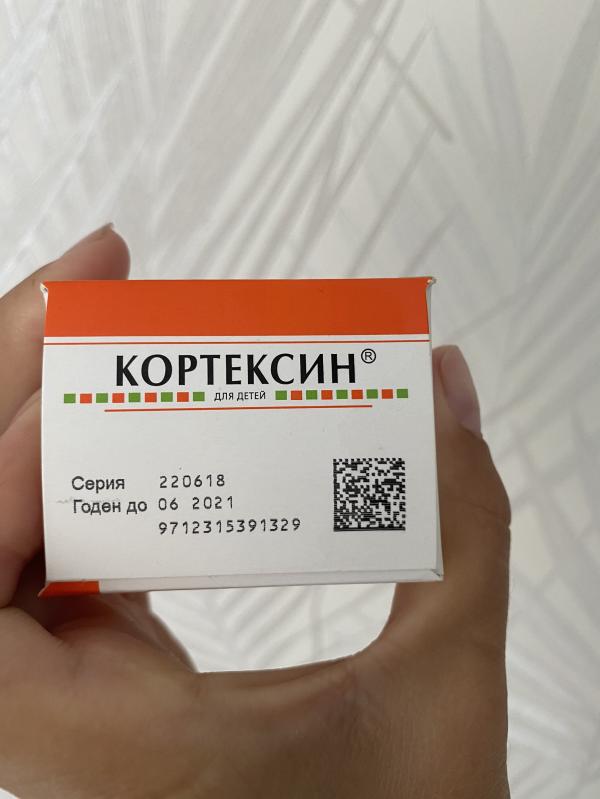 КОРТЕКСИН®
ДЛЯ ДЕТЕЙ
Серия 220618
Годен до 06 2021
9712315391329